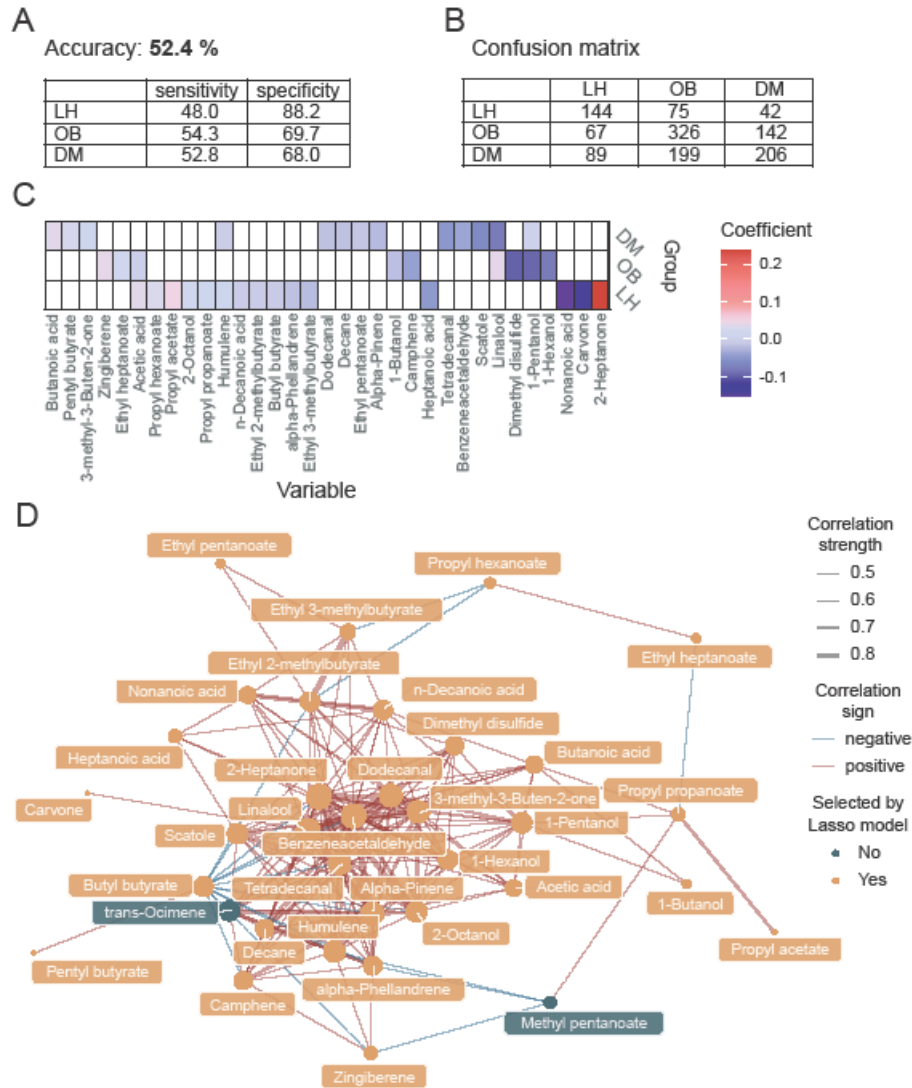 A
Accuracy: 52.4 %
sensitivity specificity
LH 48.0 88.2
OB 54.3 69.7
DM 52.8 68.0
B
Confusion matrix
LH OB DM
LH 144 75 42
OB 67 326 142
DM 89 199 206
C
DM
OB
LH
Group
Butanoic acid
Pentyl butyrate
3-methyl-3-Buten-2-one
Zingiberene
Ethyl heptanoate
Acetic acid
Propyl hexanoate
Propyl acetate
2-Octanol
Propyl propanoate
Humulene
n-Decanoic acid
Ethyl 2-methylbutyrate
Butyl butyrate
alpha-Phellandrene
Ethyl 3-methylbutyrate
Dodecanal
Decane
Ethyl pentanoate
Alpha-Pinene
1-Butanol
Camphene
Heptanoic acid
Tetradecanal
Benzeneacetaldehyde
Scatole
Linalool
Dimethyl disulfide
1-Pentanol
1-Hexanol
Nonanoic acid
Carvone
2-Heptanone
Variable
Coefficient
0.2
0.1
0.0
-0.1
D
Ethyl pentanoate
Propyl hexanoate
Ethyl 3-methylbutyrate
Ethyl heptanoate
Ethyl 2-methylbutyrate
Nonanoic acid
n-Decanoic acid
Dimethyl disulfide
Heptanoic acid
Butanoic acid
2-Heptanone
Dodecanal
Carvone
Linalool
3-methyl-3-Buten-2-one
Propyl propanoate
Scatole
1-Pentanol
Benzeneacetaldehyde
1-Hexanol
Butyl butyrate
Tetradecanal
Alpha-Pinene
Acetic acid
1-Butanol
trans-Ocimene
Humulene
2-Octanol
Propyl acetate
Decane
Pentyl butyrate
alpha-Phellandrene
Camphene
Methyl pentanoate
Zingiberene
Correlation
strength
0.5
0.6
0.7
0.8
Correlation
sign
negative
positive
Selected by
Lasso model
No
Yes